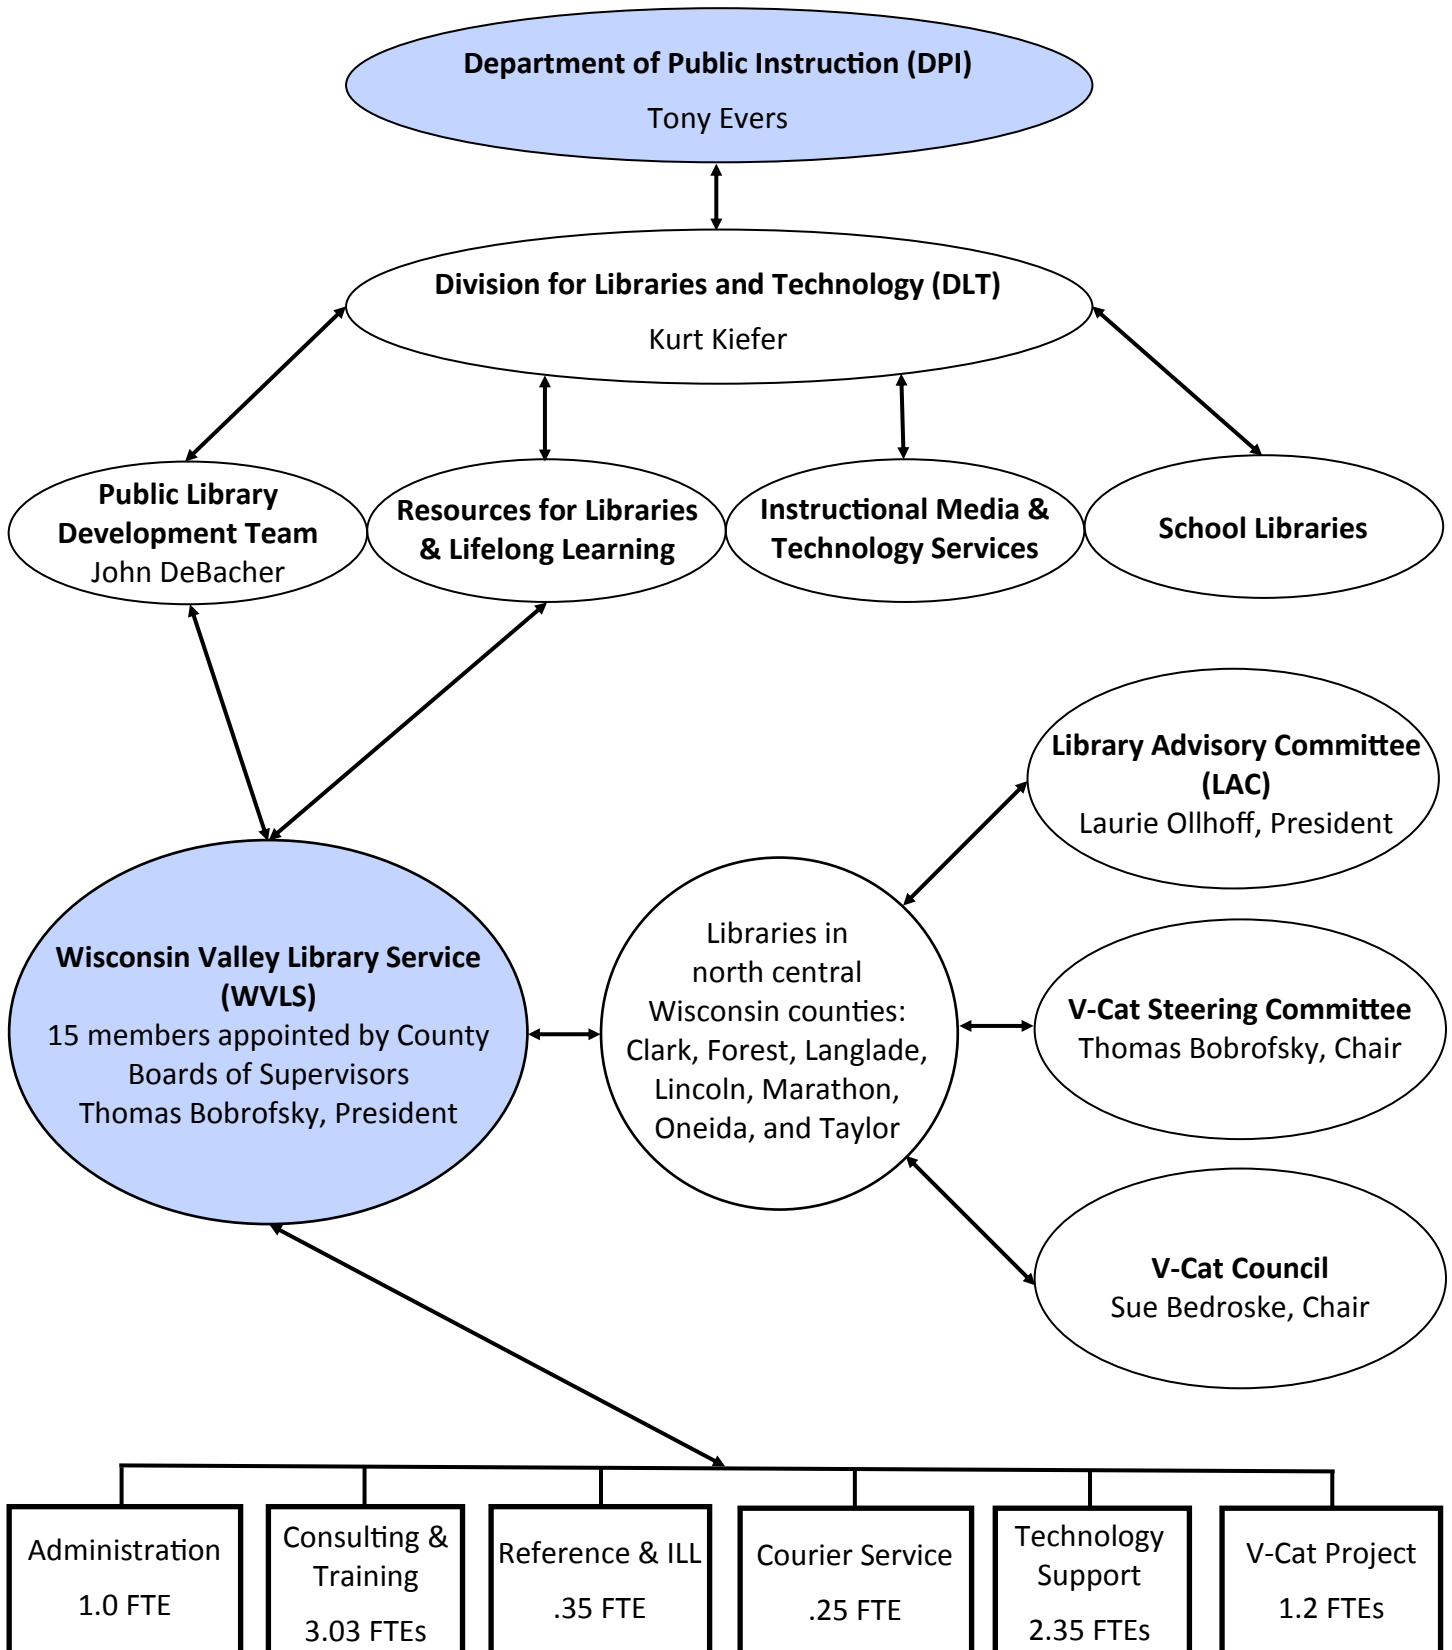 Department of Public Instruction (DPI)
Tony Evers
Division for Libraries and Technology (DLT)
Kurt Kiefer
Public Library
Development Team
John DeBacher
Resources for Libraries
& Lifelong Learning
Instructional Media &
Technology Services
School Libraries
Library Advisory Committee
(LAC)
Laurie Ollhoff, President
Wisconsin Valley Library Service
(WVLS)
15 members appointed by County
Boards of Supervisors
Thomas Bobrofsky, President
Libraries in
north central
Wisconsin counties:
Clark, Forest, Langlade,
Lincoln, Marathon,
Oneida, and Taylor
V-Cat Steering Committee
Thomas Bobrofsky, Chair
V-Cat Council
Sue Bedroske, Chair
Administration
1.0 FTE
Consulting &
Training
3.03 FTEs
Reference & ILL
.35 FTE
Courier Service
.25 FTE
Technology
Support
2.35 FTEs
V-Cat Project
1.2 FTEs